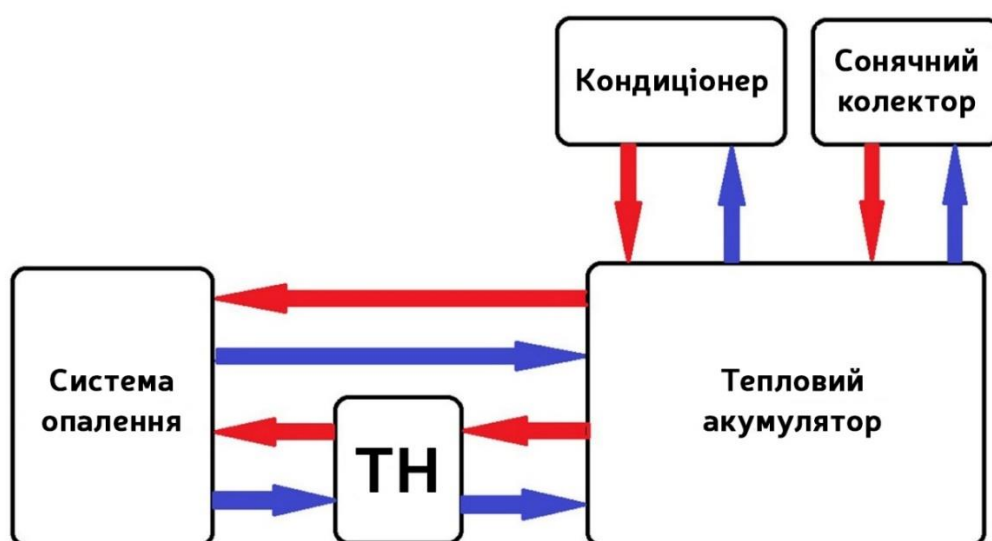 Кондиціонер
Сонячний
колектор
Система
опалення
ТН
Тепловий
акумулятор